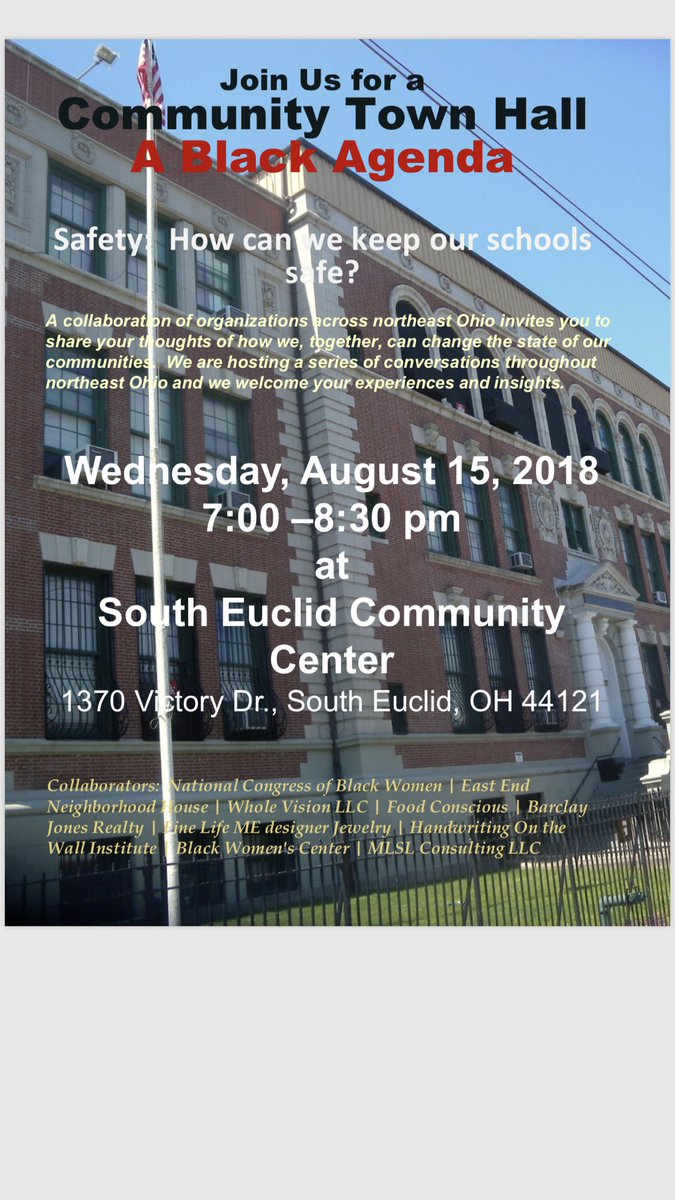 Join Us for a
Community Town Hall
A Black Agenda
Safety:  How can we keep our schools
safe?
A collaboration of organizations across northeast Ohio invites you to
share your thoughts of how we, together, can change the state of our
communities.  We are hosting a series of conversations throughout
northeast Ohio and we welcome your experiences and insights.
Wednesday, August 15, 2018
7:00 –8:30 pm
at
South Euclid Community
Center
1370 Victory Dr., South Euclid, OH 44121
Collaborators:  National Congress of Black Women | East End
Neighborhood House | Whole Vision LLC | Food Conscious | Barclay
Jones Realty | Fine Life ME designer Jewelry | Handwriting On the
Wall Institute | Black Women's Center | MLSL Consulting LLC